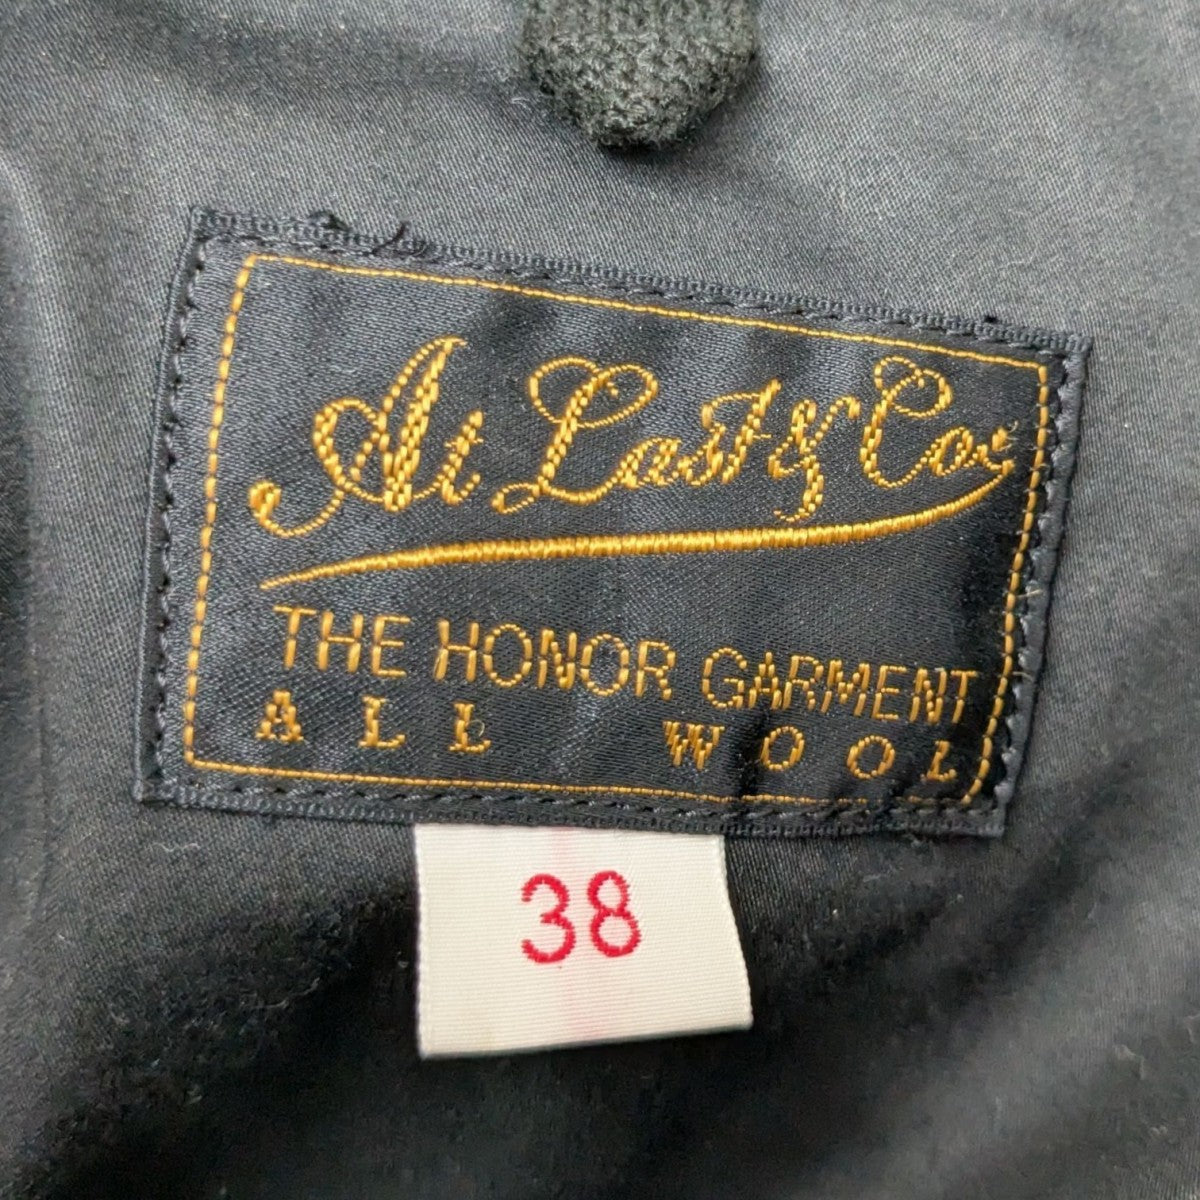 At Last & Co.
THE HONOR GARMENT
ALL WOOL
38